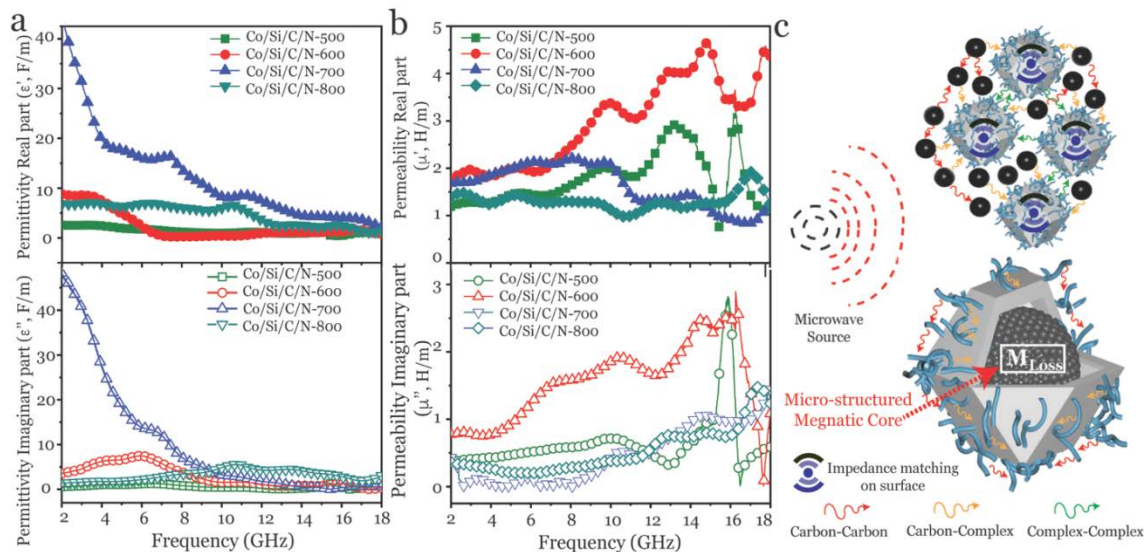 a
Permittivity Real part (ε', F/m)
40
30
20
10
0
Co/Si/C/N-500
Co/Si/C/N-600
Co/Si/C/N-700
Co/Si/C/N-800
Permittivity Imaginary part (ε'', F/m)
40
30
20
10
0
Co/Si/C/N-500
Co/Si/C/N-600
Co/Si/C/N-700
Co/Si/C/N-800
2 4 6 8 10 12 14 16 18
Frequency (GHz)
b
Permeability Real part
(μ', H/m)
5
4
3
2
1
0
Co/Si/C/N-500
Co/Si/C/N-600
Co/Si/C/N-700
Co/Si/C/N-800
Permeability Imaginary part
(μ'', H/m)
3
2
1
0
Co/Si/C/N-500
Co/Si/C/N-600
Co/Si/C/N-700
Co/Si/C/N-800
2 4 6 8 10 12 14 16 18
Frequency (GHz)
c
Microwave
Source
M Loss
Micro-structured
Megnatic Core
Impedance matching
on surface
Carbon-Carbon Carbon-Complex Complex-Complex